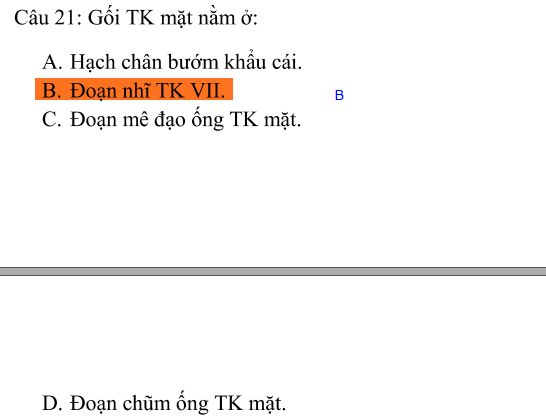 Câu 21: Gối TK mặt nằm ở:
A. Hạch chân bướm khẩu cái.
B. Đoạn nhĩ TK VII.
B
C. Đoạn mê đạo ống TK mặt.
D. Đoạn chũm ống TK mặt.